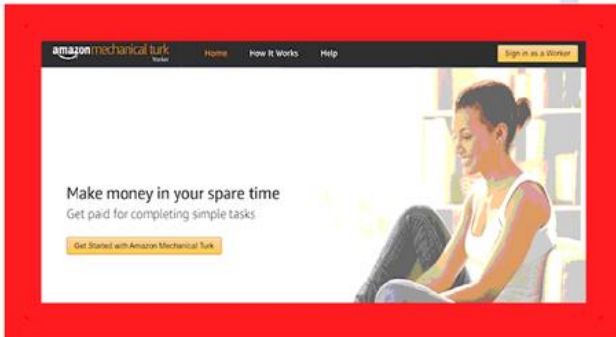 amazon mechanical turk
Worker
Home How It Works Help
Sign in as a Worker
Make money in your spare time
Get paid for completing simple tasks
Get Started with Amazon Mechanical Turk